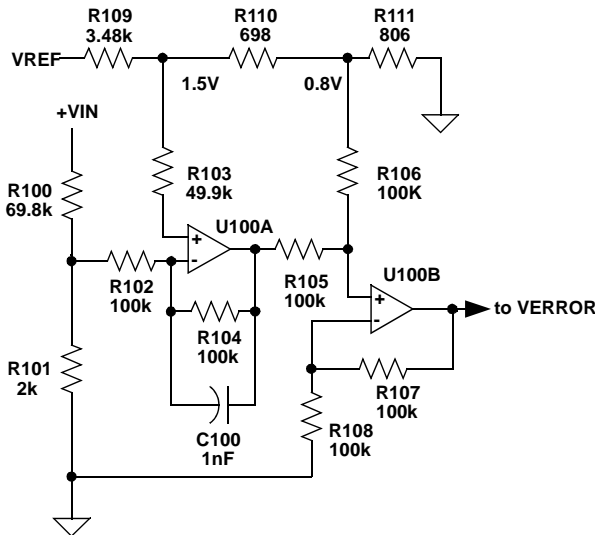 R109
3.48k
R110
698
R111
806
VREF
1.5V
0.8V
+VIN
R103
49.9k
R106
100K
R100
69.8k
U100A
+
-
R102
100k
R105
100k
U100B
+
-
to VERROR
R104
100k
R101
2k
R107
100k
C100
1nF
R108
100k